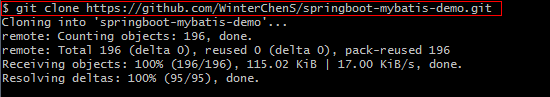 $ git clone https://github.com/WinterChenS/springboot-mybatis-demo.git
Cloning into 'springboot-mybatis-demo'...
remote: Counting objects: 196, done.
remote: Total 196 (delta 0), reused 0 (delta 0), pack-reused 196
Receiving objects: 100% (196/196), 115.02 KiB | 17.00 KiB/s, done.
Resolving deltas: 100% (95/95), done.